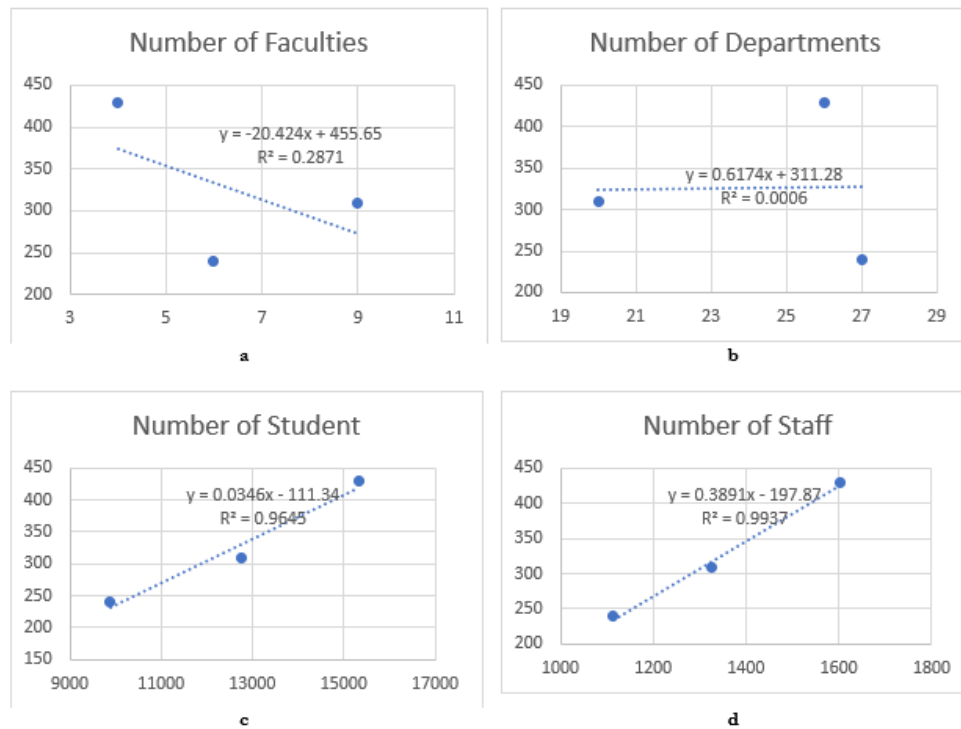 Number of Faculties
450
400
350
300
250
200
y = -20.424x + 455.65
R² = 0.2871
3 5 7 9 11
a
Number of Departments
450
400
350
300
250
200
y = 0.6174x + 311.28
R² = 0.0006
19 21 23 25 27 29
b
Number of Student
450
400
350
300
250
200
150
y = 0.0346x - 111.34
R² = 0.9645
9000 11000 13000 15000 17000
c
Number of Staff
450
400
350
300
250
200
y = 0.3891x - 197.87
R² = 0.9937
1000 1200 1400 1600 1800
d